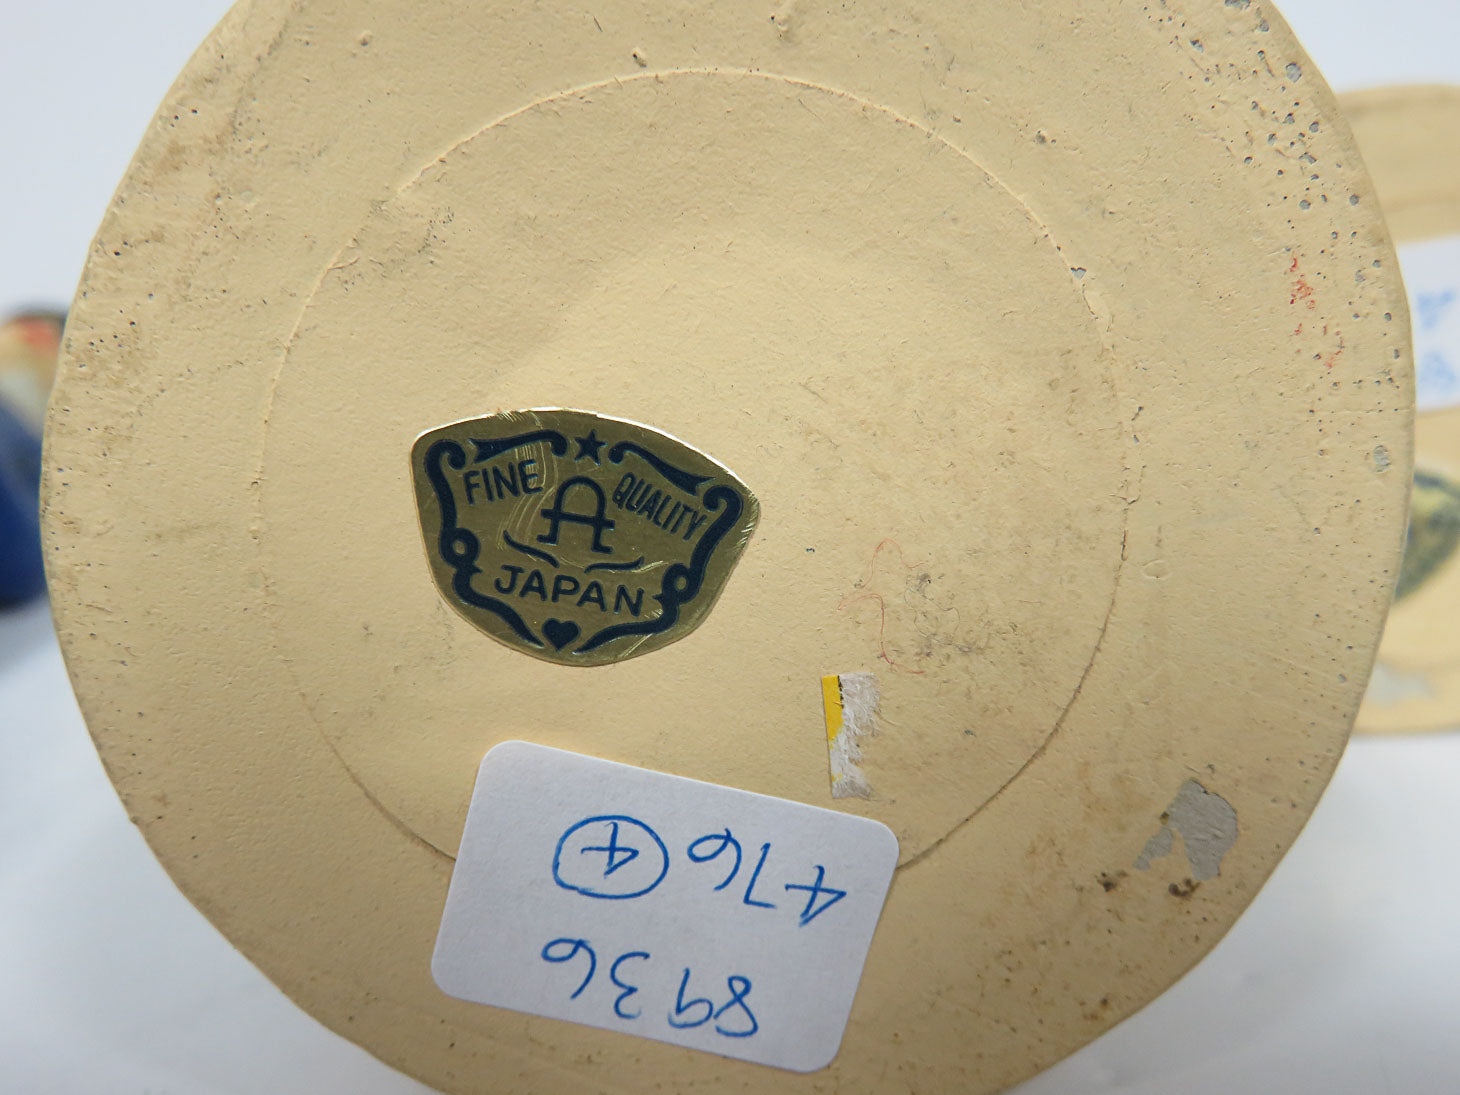 FINE A QUALITY
JAPAN
8936
476 4